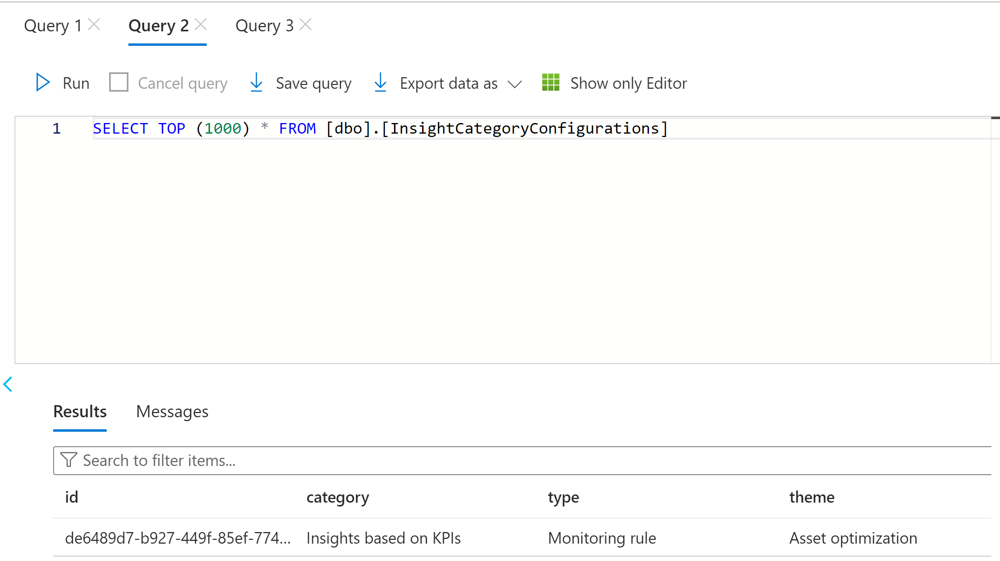 Query 1 Query 2 Query 3
Run Cancel query Save query Export data as Show only Editor
1 SELECT TOP (1000) * FROM [dbo].[InsightCategoryConfigurations]
Results Messages
Search to filter items...
id category type theme
de6489d7-b927-449f-85ef-774... Insights based on KPIs Monitoring rule Asset optimization